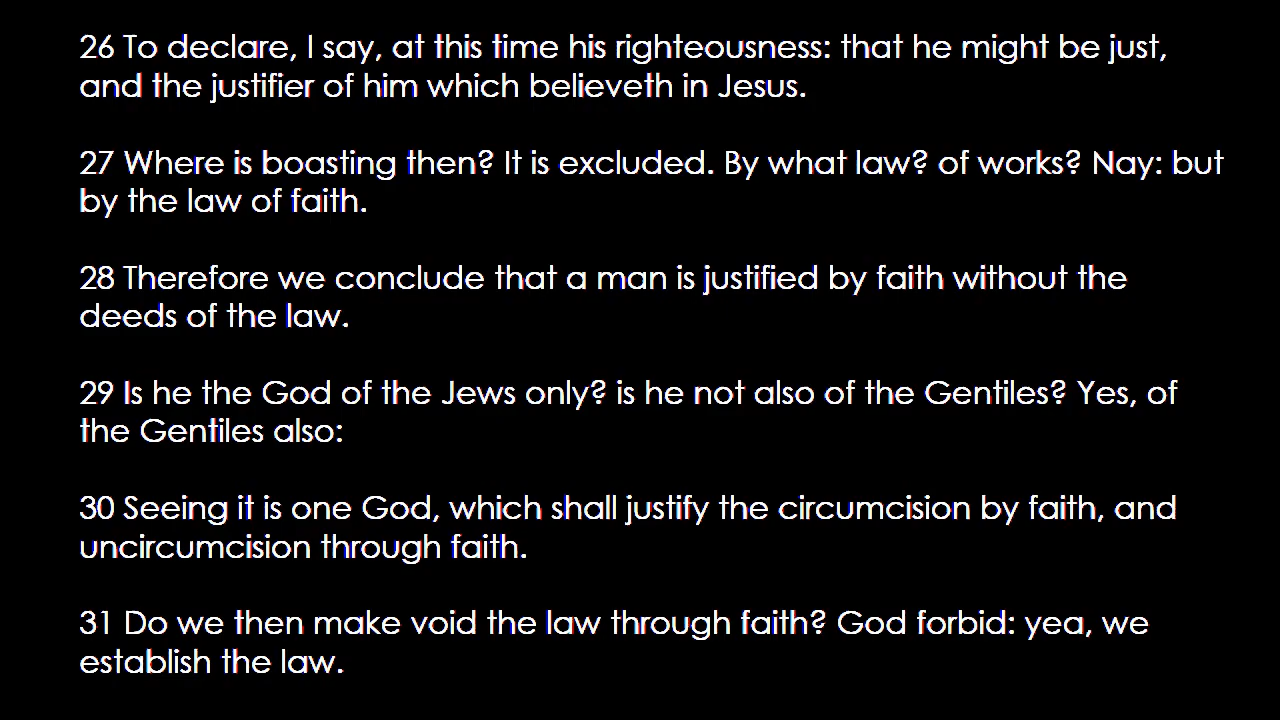 26 To declare, I say, at this time his righteousness: that he might be just,
and the justifier of him which believeth in Jesus.
27 Where is boasting then? It is excluded. By what law? of works? Nay: but
by the law of faith.
28 Therefore we conclude that a man is justified by faith without the
deeds of the law.
29 Is he the God of the Jews only? is he not also of the Gentiles? Yes, of
the Gentiles also:
30 Seeing it is one God, which shall justify the circumcision by faith, and
uncircumcision through faith.
31 Do we then make void the law through faith? God forbid: yea, we
establish the law.